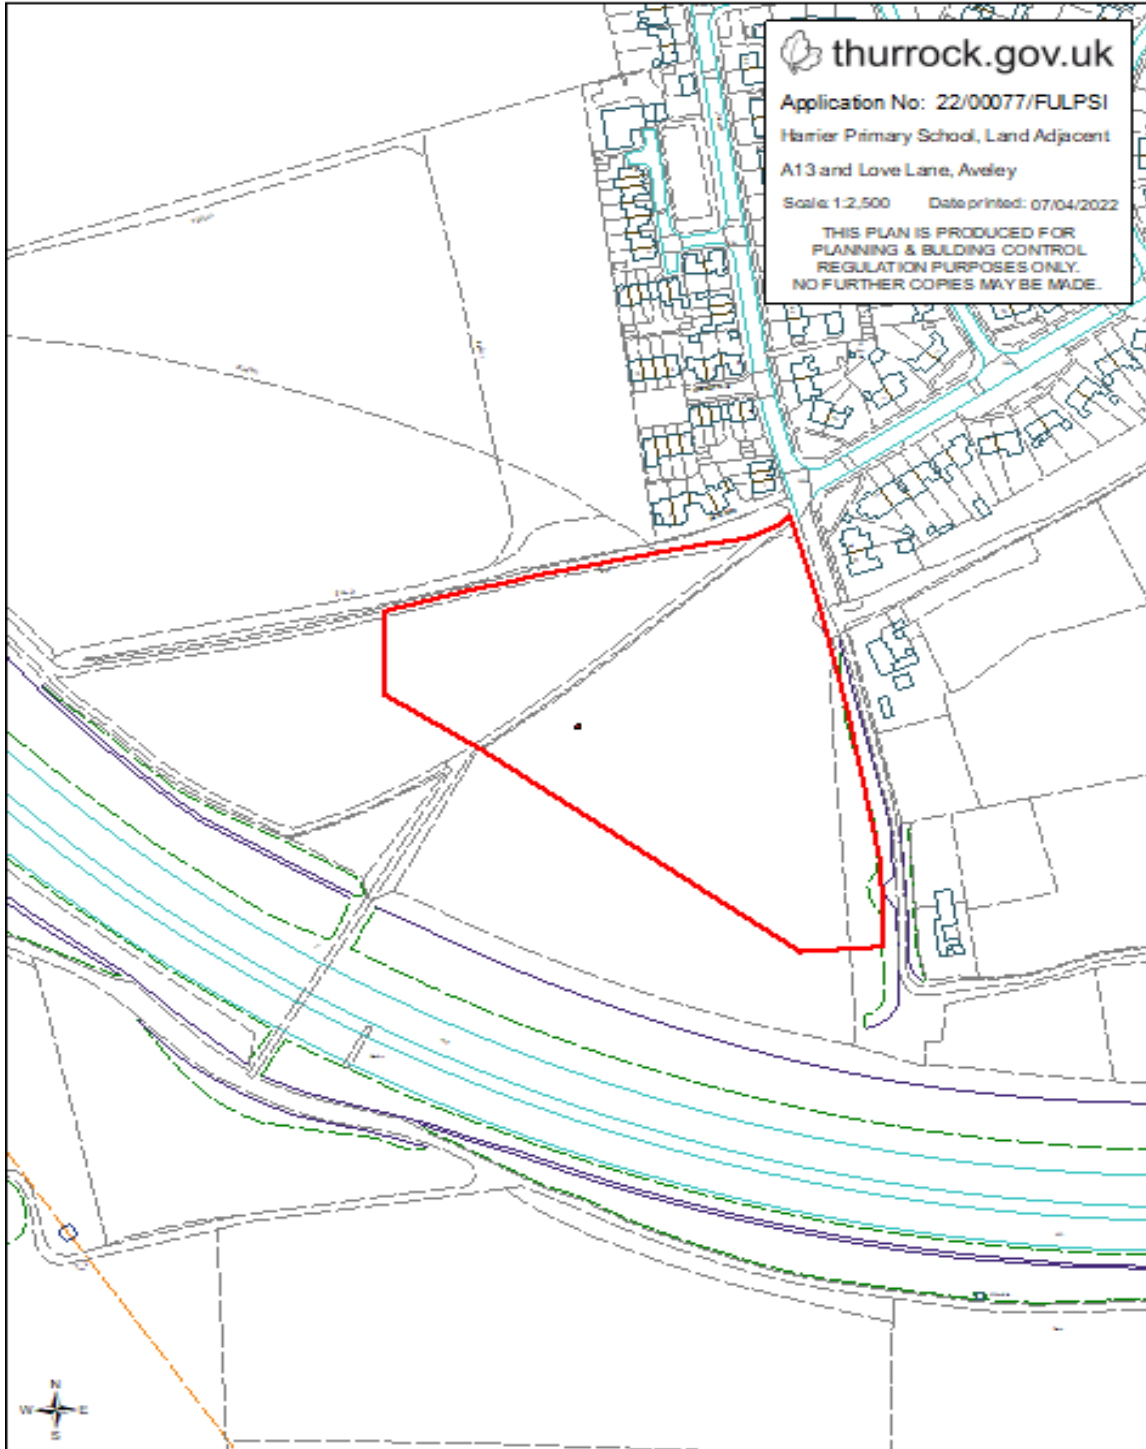 thurrock.gov.uk
Application No: 22/00077/FULPSI
Harrier Primary School, Land Adjacent
A13 and Love Lane, Aveley
Scale: 1:2,500 Date printed: 07/04/2022
THIS PLAN IS PRODUCED FOR
PLANNING & BULDING CONTROL
REGULATION PURPOSES ONLY.
NO FURTHER COPIES MAY BE MADE.
N
W E
S